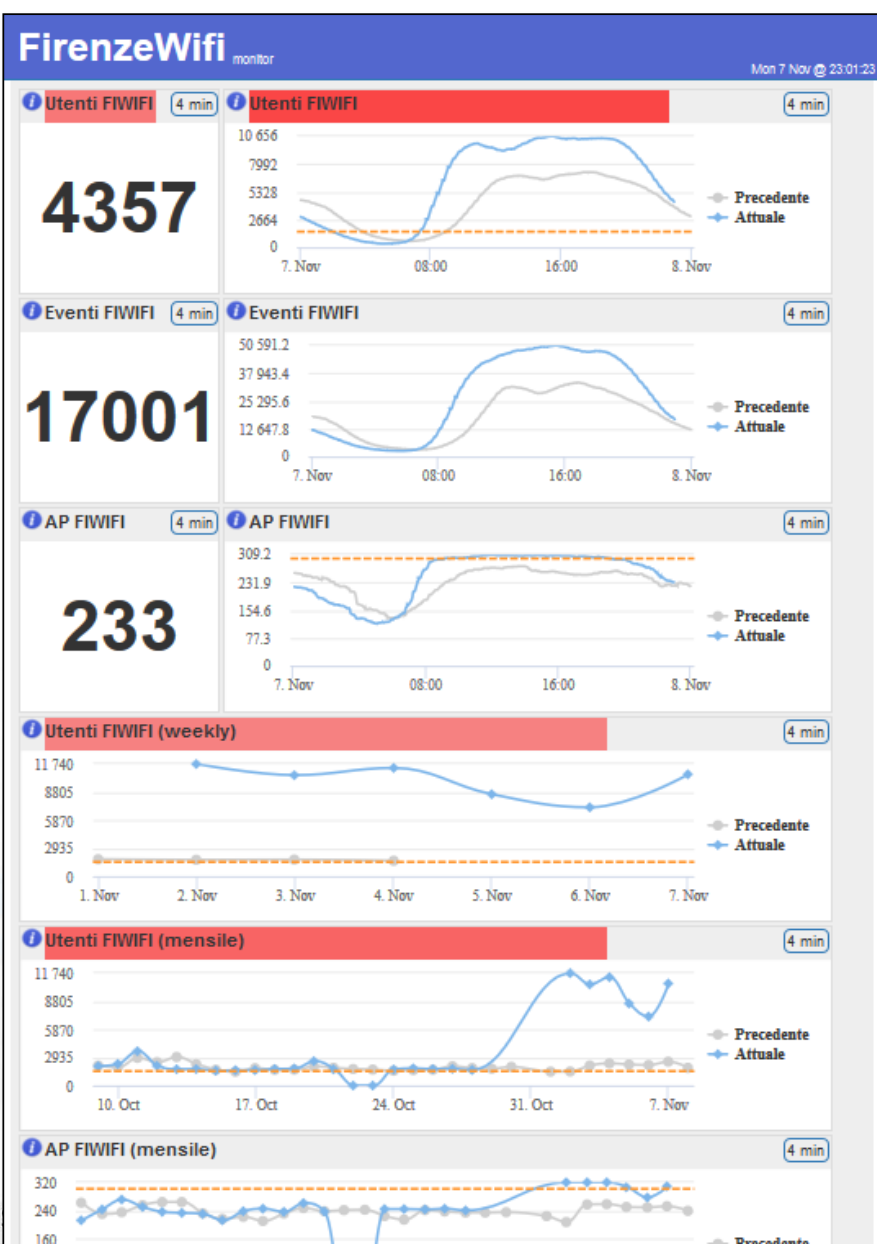 FirenzeWifi monitor
Mon 7 Nov @ 23:01:23
i Utenti FIWIFI 4 min
4357
i Utenti FIWIFI 4 min
10 656
7992
5328
2664
0
7. Nov 08:00 16:00 8. Nov
Precedente
Attuale
i Eventi FIWIFI 4 min
17001
i Eventi FIWIFI 4 min
50 591.2
37 943.4
25 295.6
12 647.8
0
7. Nov 08:00 16:00 8. Nov
Precedente
Attuale
i AP FIWIFI 4 min
233
i AP FIWIFI 4 min
309.2
231.9
154.6
77.3
0
7. Nov 08:00 16:00 8. Nov
Precedente
Attuale
i Utenti FIWIFI (weekly) 4 min
11 740
8805
5870
2935
0
1. Nov 2. Nov 3. Nov 4. Nov 5. Nov 6. Nov 7. Nov
Precedente
Attuale
i Utenti FIWIFI (mensile) 4 min
11 740
8805
5870
2935
0
10. Oct 17. Oct 24. Oct 31. Oct 7. Nov
Precedente
Attuale
i AP FIWIFI (mensile) 4 min
320
240
160
Precedente